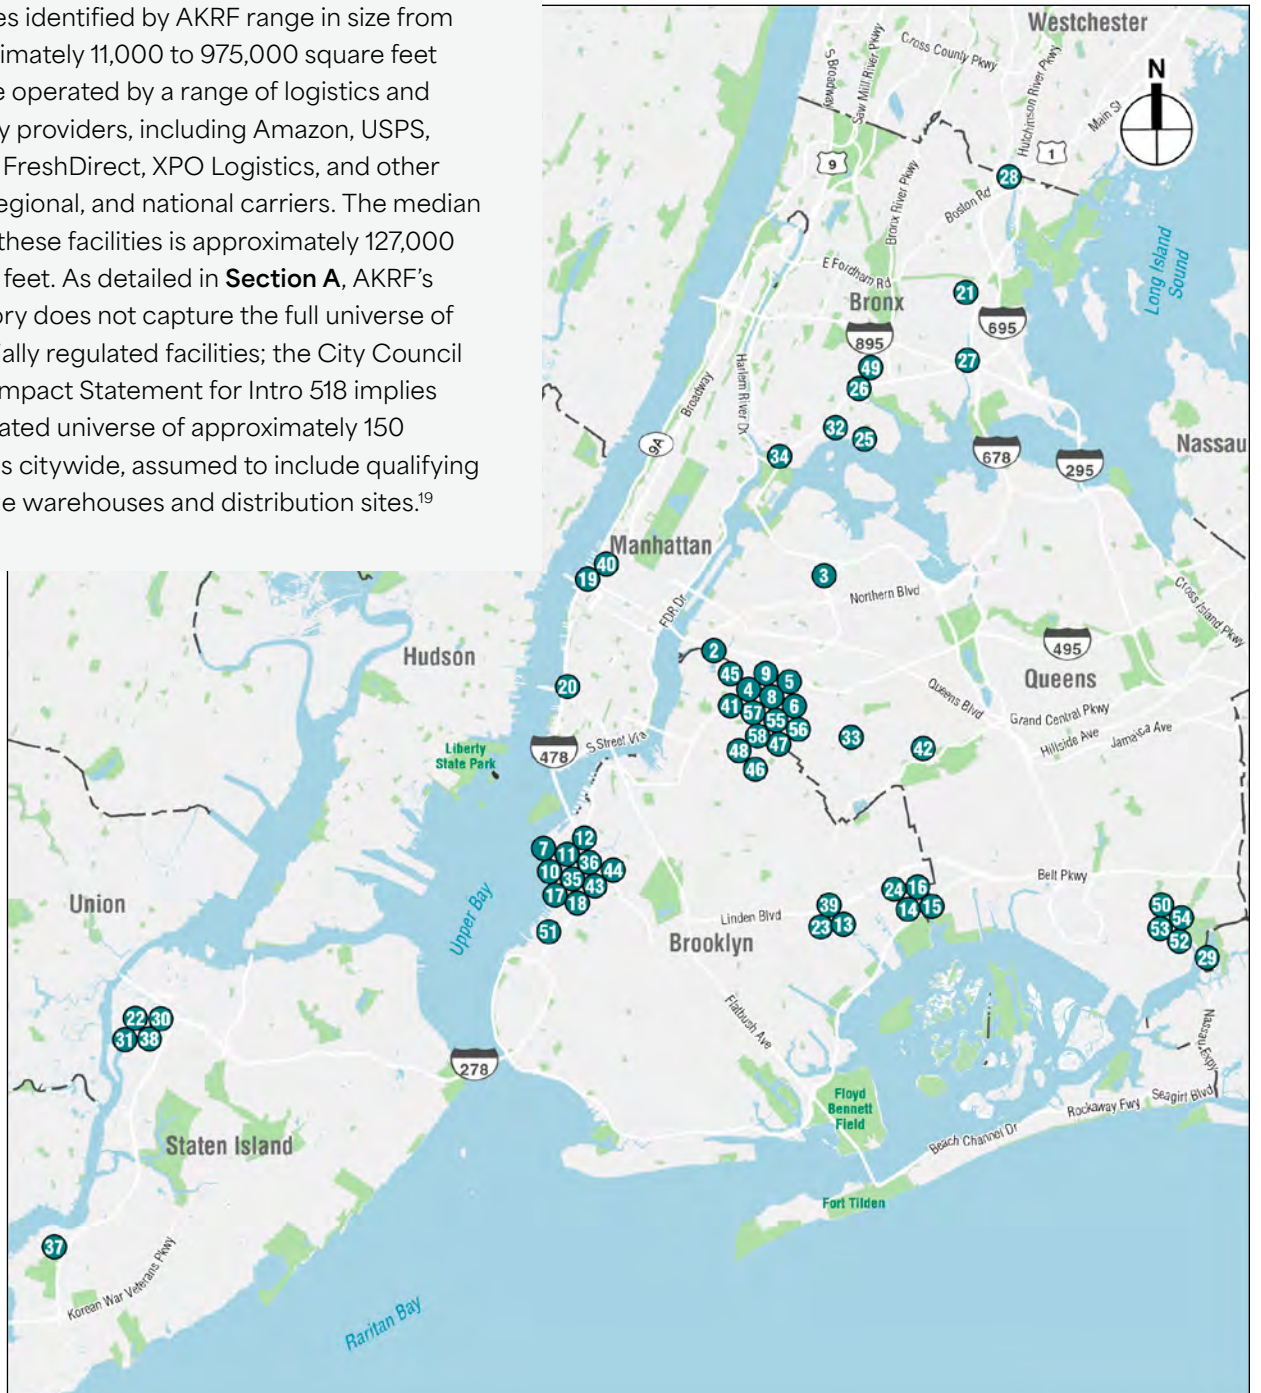 es identified by AKRF range in size from
ximately 11,000 to 975,000 square feet
e operated by a range of logistics and
y providers, including Amazon, USPS,
FreshDirect, XPO Logistics, and other
egional, and national carriers. The median
these facilities is approximately 127,000
feet. As detailed in Section A, AKRF's
ory does not capture the full universe of
ially regulated facilities; the City Council
mpact Statement for Intro 518 implies
ated universe of approximately 150
s citywide, assumed to include qualifying
e warehouses and distribution sites.19
Westchester
S Broadway
Saw Mill River Pkwy
Cross County Pkwy
Hutchinson River Pkwy
Main St
N
9
1
28
Bronx River Pkwy
Boston Rd
Long Island
Sound
E Fordham Rd
Bronx
21
695
895
49
27
26
Harlem River Dr
Broadway
32
25
9A
34
678
295
Nassau
Manhattan
40
19
3
Northern Blvd
Cross Island Pkwy
FDR Dr
495
Hudson
2
45
9
5
4
8
41
57
6
55
56
58
47
48
46
33
42
20
Queens
Queens Blvd
Grand Central Pkwy
Hillside Ave
Jamaica Ave
Liberty
State Park
478
S Street Via
12
7
11
36
10
35
44
43
17
18
51
Upper Bay
Union
Belt Pkwy
24
16
14
15
39
23
13
Linden Blvd
Brooklyn
50
54
53
52
29
Flatbush Ave
Nassau Expy
22
30
31
38
278
Floyd
Bennett
Field
Rockaway Fwy
Seagirt Blvd
Beach Channel Dr
Staten Island
Fort Tilden
37
Korean War Veterans Pkwy
Raritan Bay